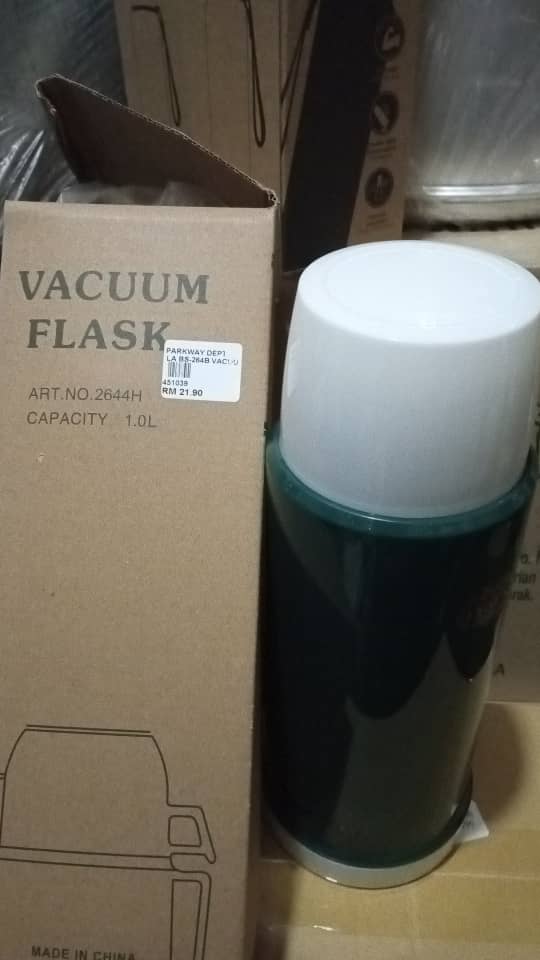 VACUUM
FLASK
PARKWAY DEPT
LA BS-264B VACUU
451039
RM 21.90
ART.NO.2644H
CAPACITY 1.0L
MADE IN CHINA